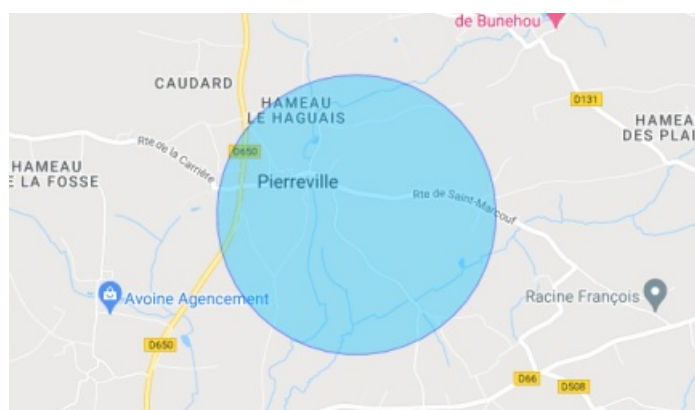 de Bunehou
CAUDARD
D131
HAMEAU
LE HAGUAIS
HAMEA
DES PLAI
Rte de la Carrière
D650
HAMEAU
E LA FOSSE
Pierreville
Rte de Saint-Marcouf
Avoine Agencement
Racine François
D650
D66
D508